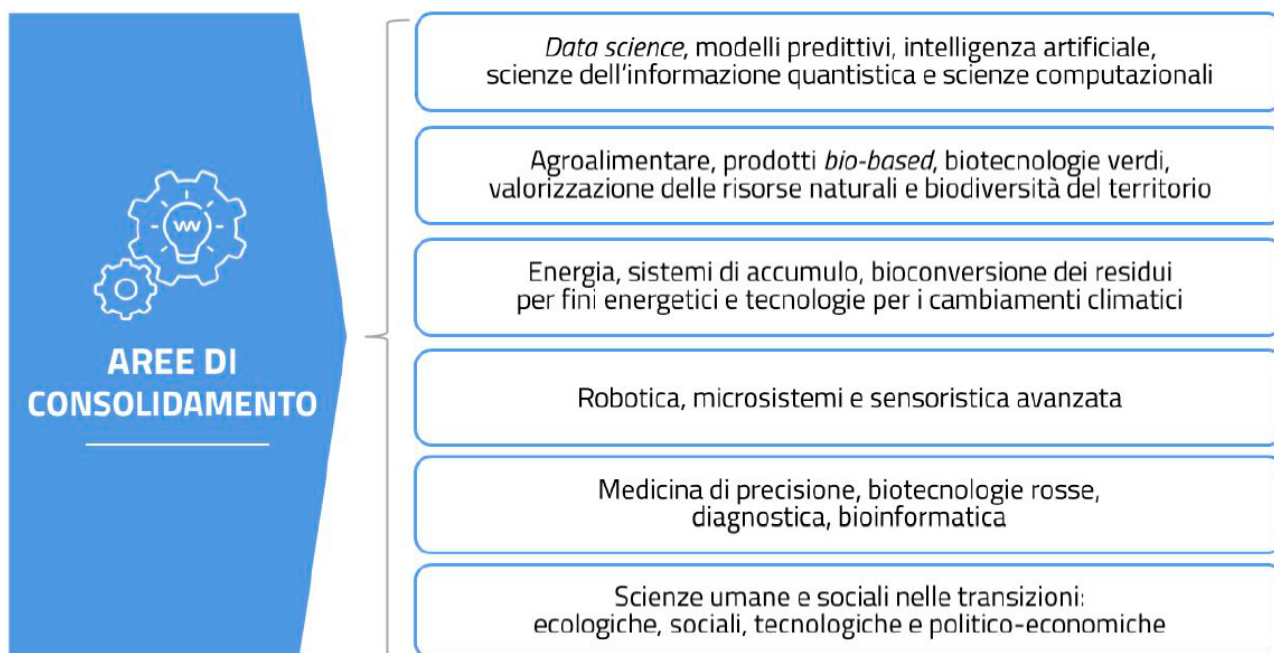 AREE DI
CONSOLIDAMENTO
Data science, modelli predittivi, intelligenza artificiale,
scienze dell'informazione quantistica e scienze computazionali
Agroalimentare, prodotti bio-based, biotecnologie verdi,
valorizzazione delle risorse naturali e biodiversità del territorio
Energia, sistemi di accumulo, bioconversione dei residui
per fini energetici e tecnologie per i cambiamenti climatici
Robotica, microsistemi e sensoristica avanzata
Medicina di precisione, biotecnologie rosse,
diagnostica, bioinformatica
Scienze umane e sociali nelle transizioni:
ecologiche, sociali, tecnologiche e politico-economiche